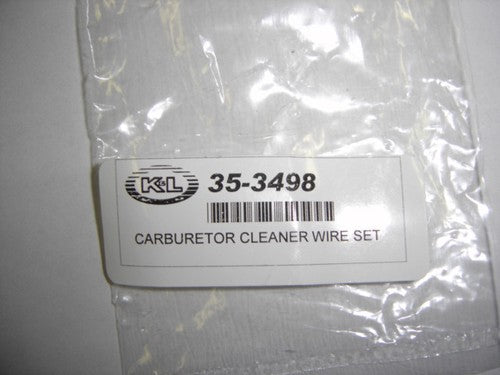 K&L 35-3498
CARBURETOR CLEANER WIRE SET